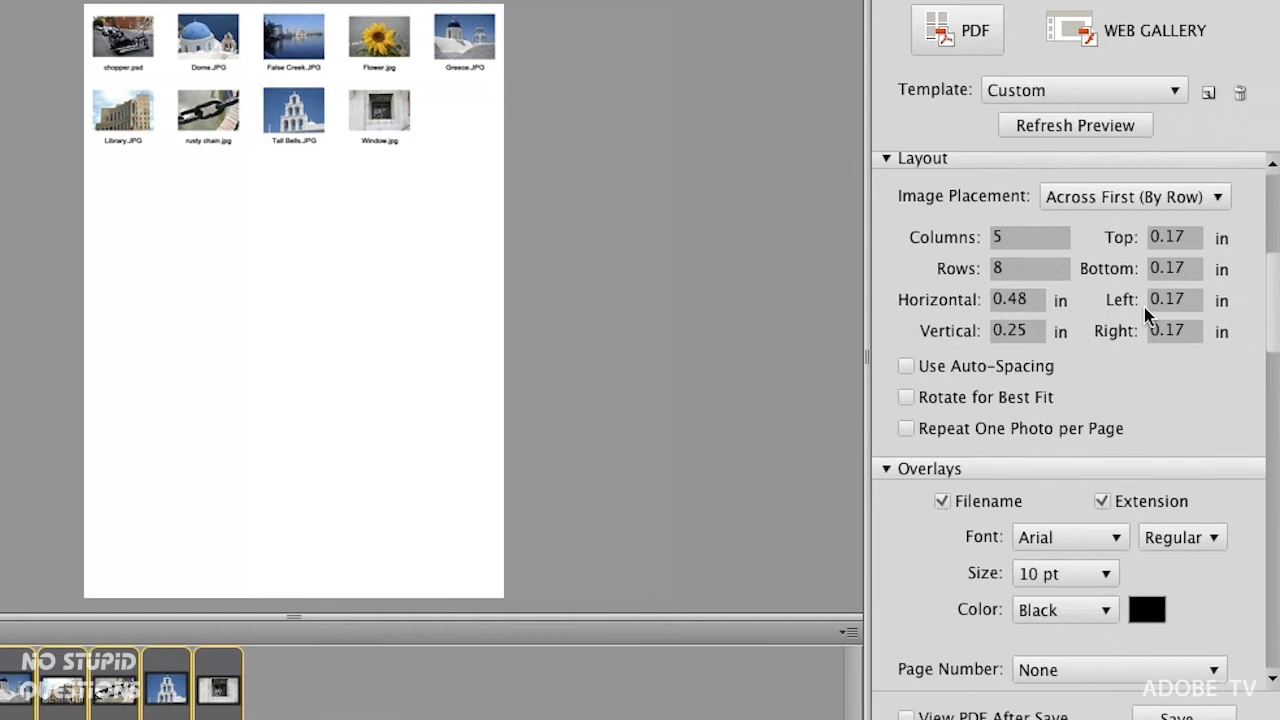 chopper.psd Dome.JPG False Creek.JPG Flower.jpg Greece.JPG
Library.JPG rusty chain.jpg Tall Bells.JPG Window.jpg
PDF WEB GALLERY
Template: Custom
Refresh Preview
Layout
Image Placement: Across First (By Row)
Columns: 5 Top: 0.17 in
Rows: 8 Bottom: 0.17 in
Horizontal: 0.48 in Left: 0.17 in
Vertical: 0.25 in Right: 0.17 in
Use Auto-Spacing
Rotate for Best Fit
Repeat One Photo per Page
Overlays
Filename Extension
Font: Arial Regular
Size: 10 pt
Color: Black
Page Number: None
View PDF After Save Save
NO STUPID
QUESTIONS
ADOBE TV